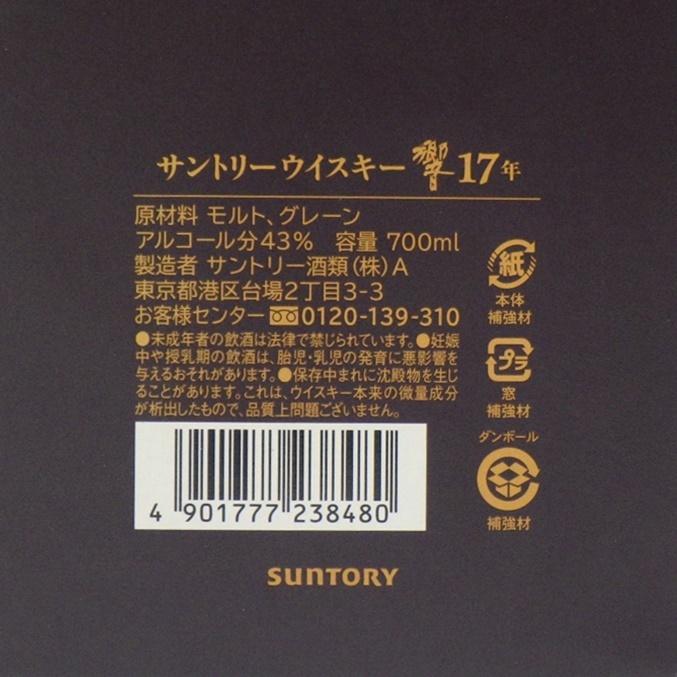 サントリーウイスキー 響 17年
原材料 モルト、グレーン
アルコール分43% 容量 700ml
製造者 サントリー酒類(株)A
東京都港区台場2丁目3-3
お客様センター 0120-139-310
●未成年者の飲酒は法律で禁じられています。●妊娠
中や授乳期の飲酒は、胎児・乳児の発育に悪影響を
与えるおそれがあります。●保存中まれに沈殿物を生じ
ることがあります。これは、ウイスキー本来の微量成分
が析出したもので、品質上問題ございません。
4 901777 238480
紙
本体
補強材
プラ
窓
補強材
ダンボール
補強材
SUNTORY